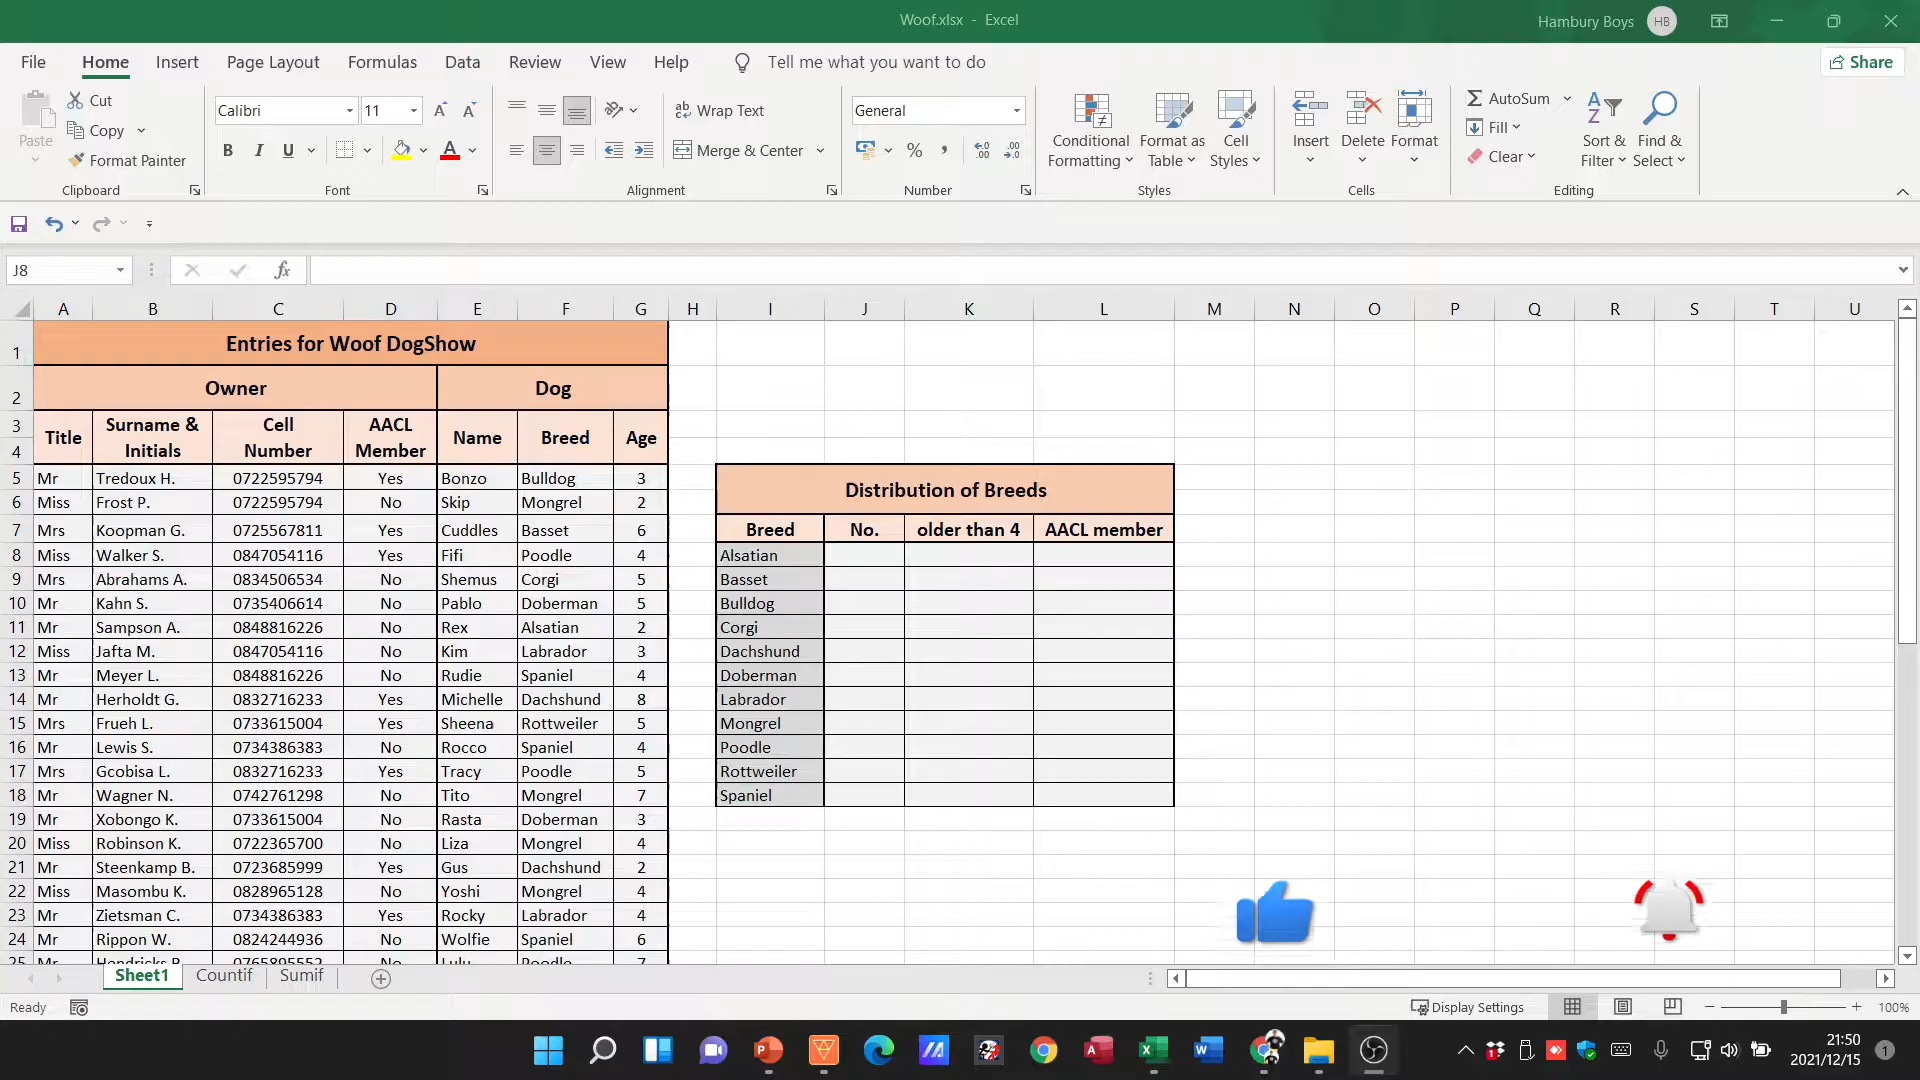 Woof.xlsx - Excel
Hambury Boys HB
File Home Insert Page Layout Formulas Data Review View Help Tell me what you want to do Share
Paste
Cut
Copy
Format Painter
Clipboard
Calibri 11
B I U
Font
Wrap Text
Merge & Center
Alignment
General
Number
Conditional Formatting
Format as Table
Cell Styles
Styles
Insert Delete Format
Cells
AutoSum
Fill
Clear
Sort & Filter
Find & Select
Editing
J8
fx
A B C D E F G H I J K L M N O P Q R S T U
1 Entries for Woof DogShow
2 Owner Dog
3 4 Title Surname & Initials Cell Number AACL Member Name Breed Age
5 Mr Tredoux H. 0722595794 Yes Bonzo Bulldog 3
6 Miss Frost P. 0722595794 No Skip Mongrel 2
7 Mrs Koopman G. 0725567811 Yes Cuddles Basset 6
8 Miss Walker S. 0847054116 Yes Fifi Poodle 4
9 Mrs Abrahams A. 0834506534 No Shemus Corgi 5
10 Mr Kahn S. 0735406614 No Pablo Doberman 5
11 Mr Sampson A. 0848816226 No Rex Alsatian 2
12 Miss Jafta M. 0847054116 No Kim Labrador 3
13 Mr Meyer L. 0848816226 No Rudie Spaniel 4
14 Mr Herholdt G. 0832716233 Yes Michelle Dachshund 8
15 Mrs Frueh L. 0733615004 Yes Sheena Rottweiler 5
16 Mr Lewis S. 0734386383 No Rocco Spaniel 4
17 Mrs Gcobisa L. 0832716233 Yes Tracy Poodle 5
18 Mr Wagner N. 0742761298 No Tito Mongrel 7
19 Mr Xobongo K. 0733615004 No Rasta Doberman 3
20 Miss Robinson K. 0722365700 No Liza Mongrel 4
21 Mr Steenkamp B. 0723685999 Yes Gus Dachshund 2
22 Miss Masombu K. 0828965128 No Yoshi Mongrel 4
23 Mr Zietsman C. 0734386383 Yes Rocky Labrador 4
24 Mr Rippon W. 0824244936 No Wolfie Spaniel 6
25 Mr Hendricks 0765895552 No Lulu Poodle 7
Distribution of Breeds
Breed No. older than 4 AACL member
Alsatian
Basset
Bulldog
Corgi
Dachshund
Doberman
Labrador
Mongrel
Poodle
Rottweiler
Spaniel
Sheet1 Countif Sumif
Ready
Display Settings
100%
21:50
2021/12/15
1